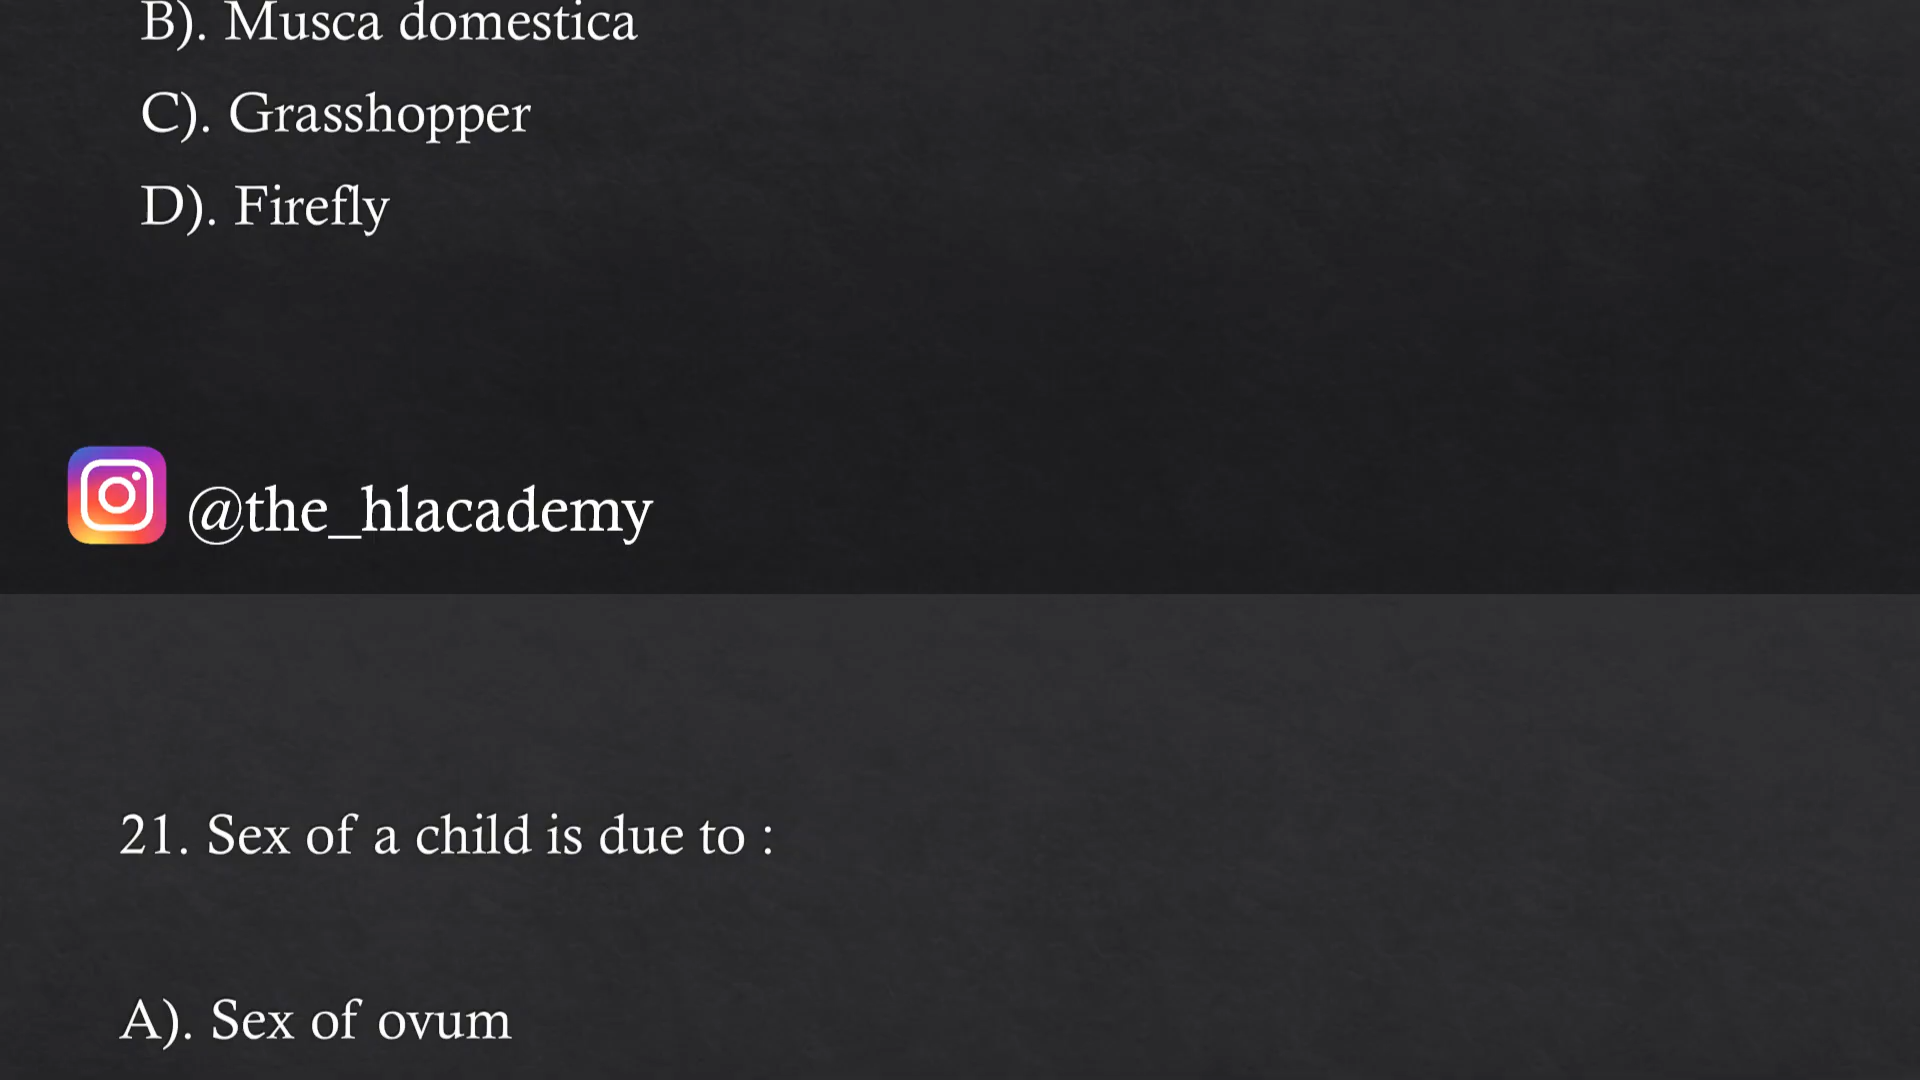 B). Musca domestica
C). Grasshopper
D). Firefly
@the_hlacademy
21. Sex of a child is due to :
A). Sex of ovum